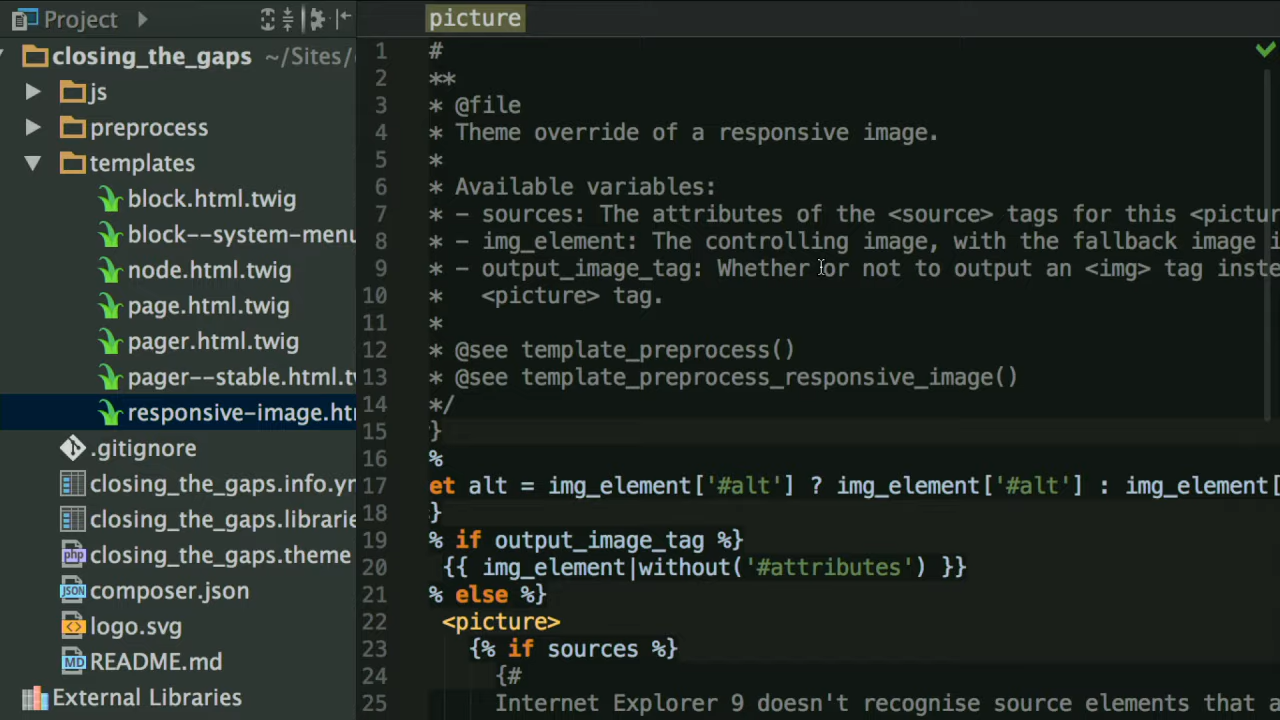 Project
closing_the_gaps ~/Sites/
js
preprocess
templates
block.html.twig
block--system-menu
node.html.twig
page.html.twig
pager.html.twig
pager--stable.html.tw
responsive-image.htm
.gitignore
closing_the_gaps.info.ym
closing_the_gaps.librarie
closing_the_gaps.theme
composer.json
logo.svg
README.md
External Libraries
picture
1 #
2 **
3 * @file
4 * Theme override of a responsive image.
5 *
6 * Available variables:
7 * - sources: The attributes of the <source> tags for this <pictur
8 * - img_element: The controlling image, with the fallback image i
9 * - output_image_tag: Whether or not to output an <img> tag inste
10 *   <picture> tag.
11 *
12 * @see template_preprocess()
13 * @see template_preprocess_responsive_image()
14 */
15 }
16 %
17 et alt = img_element['#alt'] ? img_element['#alt'] : img_element[
18 }
19 % if output_image_tag %}
20 {{ img_element|without('#attributes') }}
21 % else %}
22 <picture>
23 {% if sources %}
24 {#
25 Internet Explorer 9 doesn't recognise source elements that a